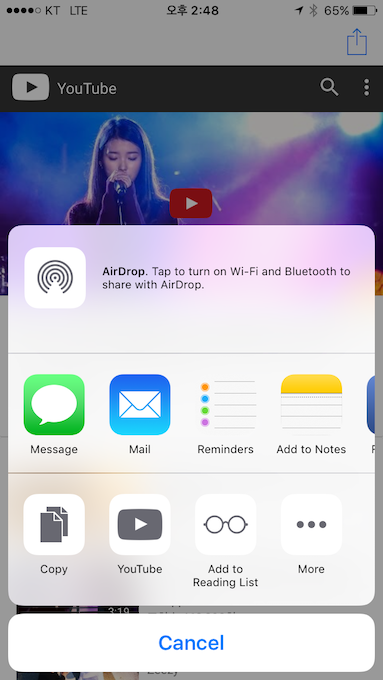 KT LTE 오후 2:48 65%
YouTube
AirDrop. Tap to turn on Wi-Fi and Bluetooth to
share with AirDrop.
Message Mail Reminders Add to Notes
Copy YouTube Add to
Reading List More
3:19
Cancel